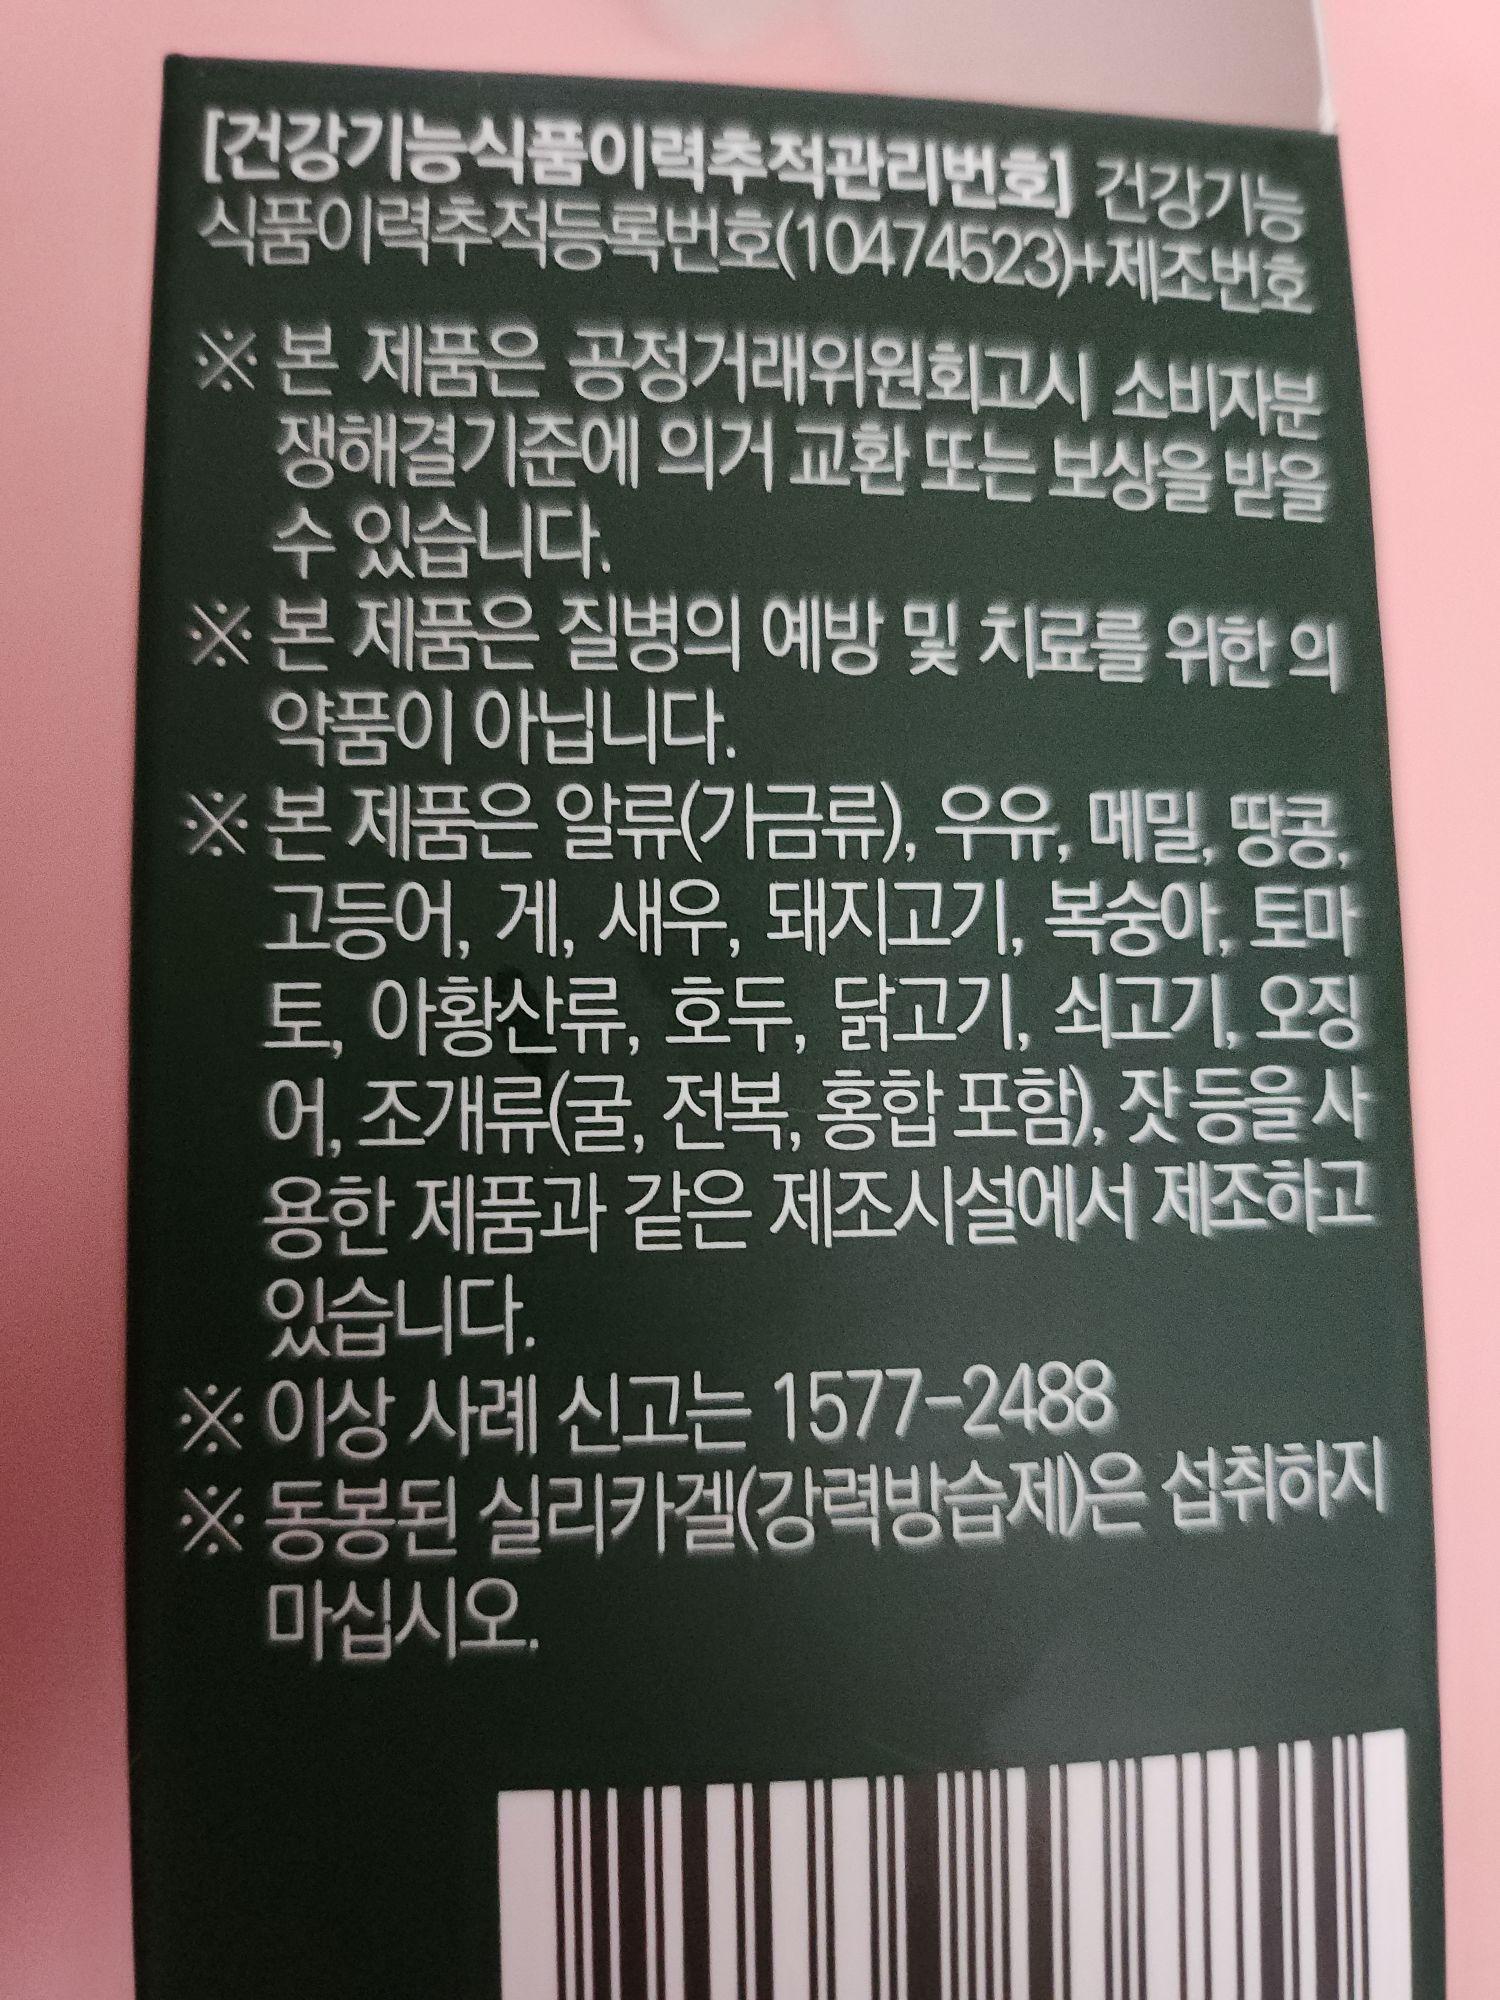 [건강기능식품이력추적관리번호] 건강기능
식품이력추적등록번호(10474523)+제조번호
※ 본 제품은 공정거래위원회고시 소비자분
쟁해결기준에 의거 교환 또는 보상을 받을
수 있습니다.
※ 본 제품은 질병의 예방 및 치료를 위한 의
약품이 아닙니다.
※ 본 제품은 알류(가금류), 우유, 메밀, 땅콩,
고등어, 게, 새우, 돼지고기, 복숭아, 토마
토, 아황산류, 호두, 닭고기, 쇠고기, 오징
어, 조개류(굴, 전복, 홍합 포함), 잣 등을 사
용한 제품과 같은 제조시설에서 제조하고
있습니다.
※ 이상 사례 신고는 1577-2488
※ 동봉된 실리카겔(강력방습제)은 섭취하지
마십시오.